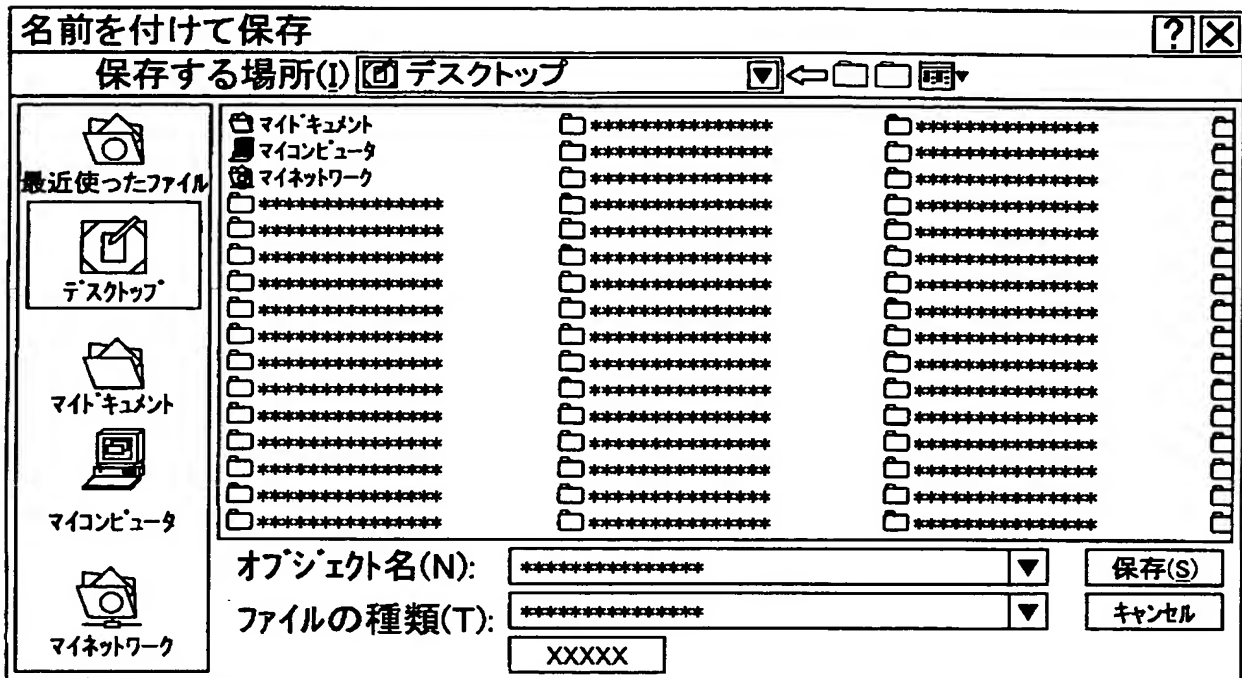 名前を付けて保存
?
保存する場所(I) デスクトップ
最近使ったファイル
デスクトップ
マイドキュメント
マイコンピュータ
マイネットワーク
マイドキュメント *************** ***************
マイコンピュータ *************** ***************
マイネットワーク *************** ***************
*************** *************** ***************
*************** *************** ***************
*************** *************** ***************
*************** *************** ***************
*************** *************** ***************
*************** *************** ***************
*************** *************** ***************
*************** *************** ***************
*************** *************** ***************
*************** *************** ***************
*************** *************** ***************
*************** *************** ***************
*************** *************** ***************
オブジェクト名(N): *************** 保存(S)
ファイルの種類(T): *************** キャンセル
XXXXX